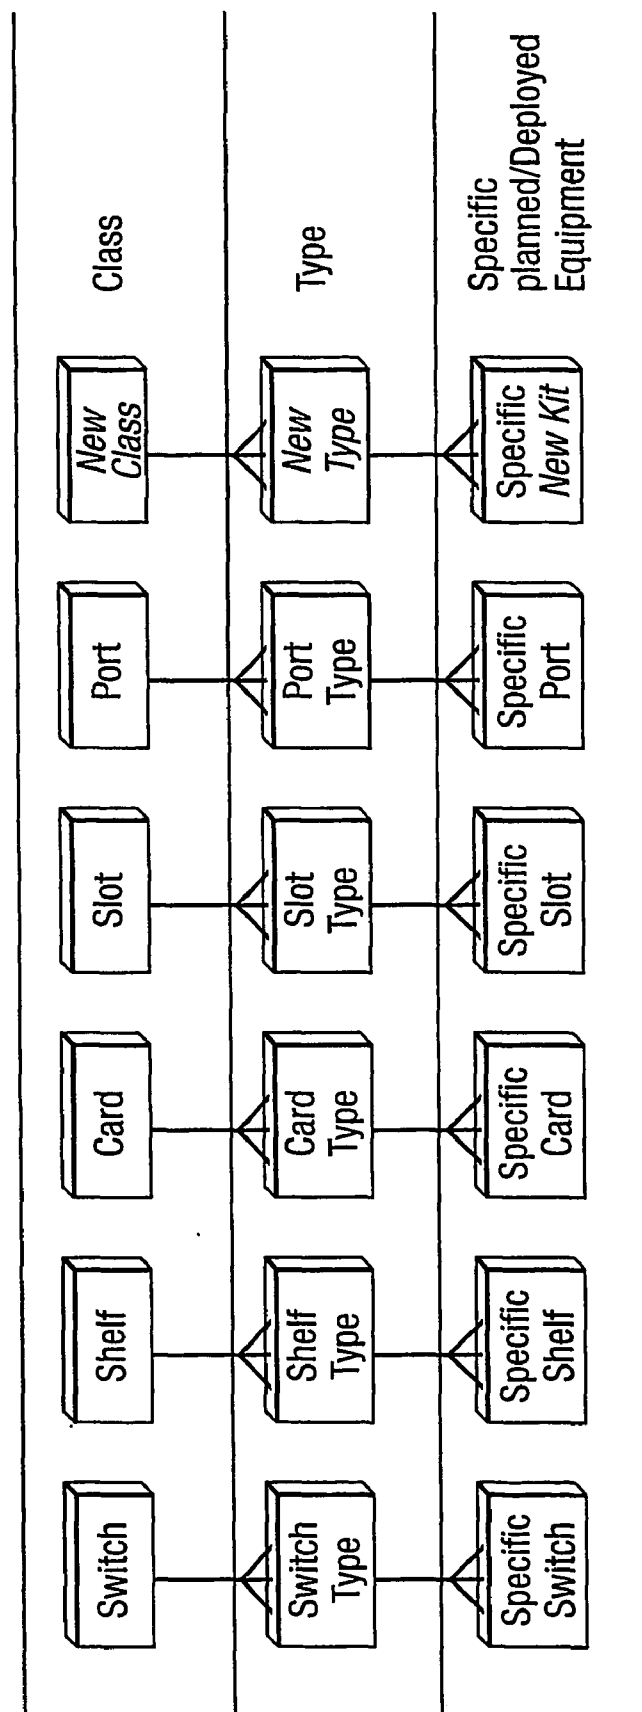 Switch
Shelf
Card
Slot
Port
New
Class
Class
Switch
Type
Shelf
Type
Card
Type
Slot
Type
Port
Type
New
Type
Type
Specific
Switch
Specific
Shelf
Specific
Card
Specific
Slot
Specific
Port
Specific
New Kit
Specific
planned/Deployed
Equipment